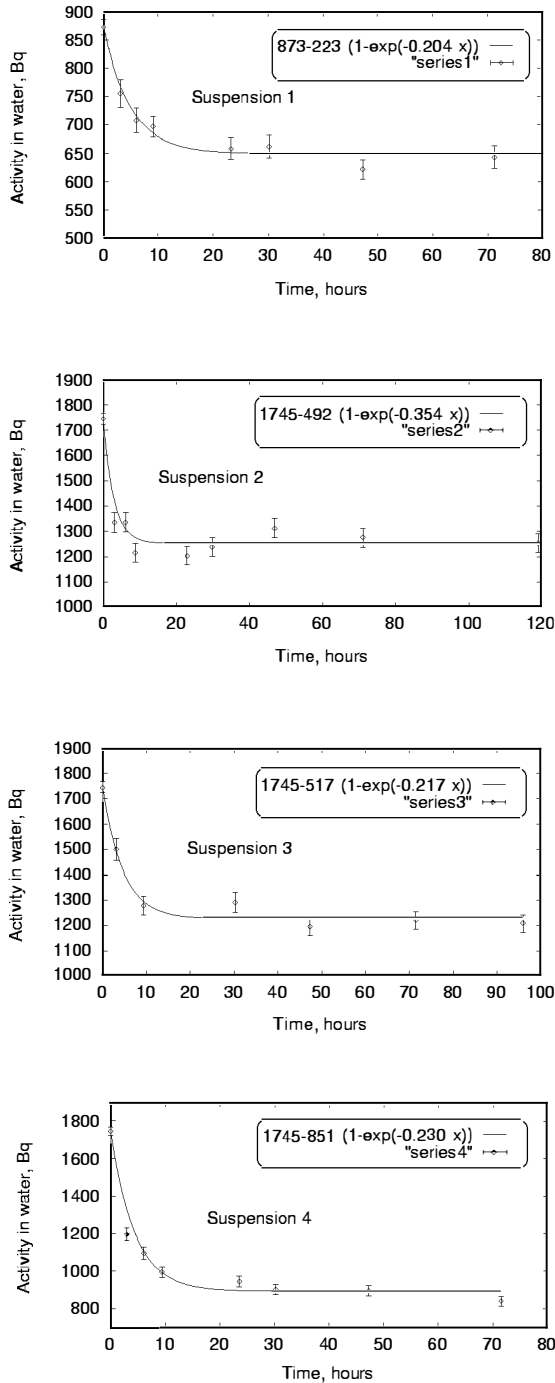 900
850
800
750
700
650
600
550
500
Activity in water, Bq
873-223 (1-exp(-0.204 x))
"series1"
Suspension 1
0 10 20 30 40 50 60 70 80
Time, hours
1900
1800
1700
1600
1500
1400
1300
1200
1100
1000
Activity in water, Bq
1745-492 (1-exp(-0.354 x))
"series2"
Suspension 2
0 20 40 60 80 100 120
Time, hours
1900
1800
1700
1600
1500
1400
1300
1200
1100
1000
Activity in water, Bq
1745-517 (1-exp(-0.217 x))
"series3"
Suspension 3
0 10 20 30 40 50 60 70 80 90 100
Time, hours
1800
1600
1400
1200
1000
800
Activity in water, Bq
1745-851 (1-exp(-0.230 x))
"series4"
Suspension 4
0 10 20 30 40 50 60 70 80
Time, hours